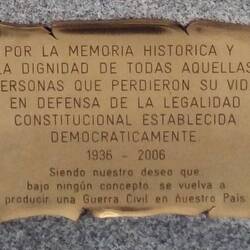 POR LA MEMORIA HISTORICA Y
LA DIGNIDAD DE TODAS AQUELLAS
PERSONAS QUE PERDIERON SU VIDA
EN DEFENSA DE LA LEGALIDAD
CONSTITUCIONAL ESTABLECIDA
DEMOCRATICAMENTE
1936 - 2006
Siendo nuestro deseo que
bajo ningún concepto se vuelva a
producir una Guerra Civil en nuestro País